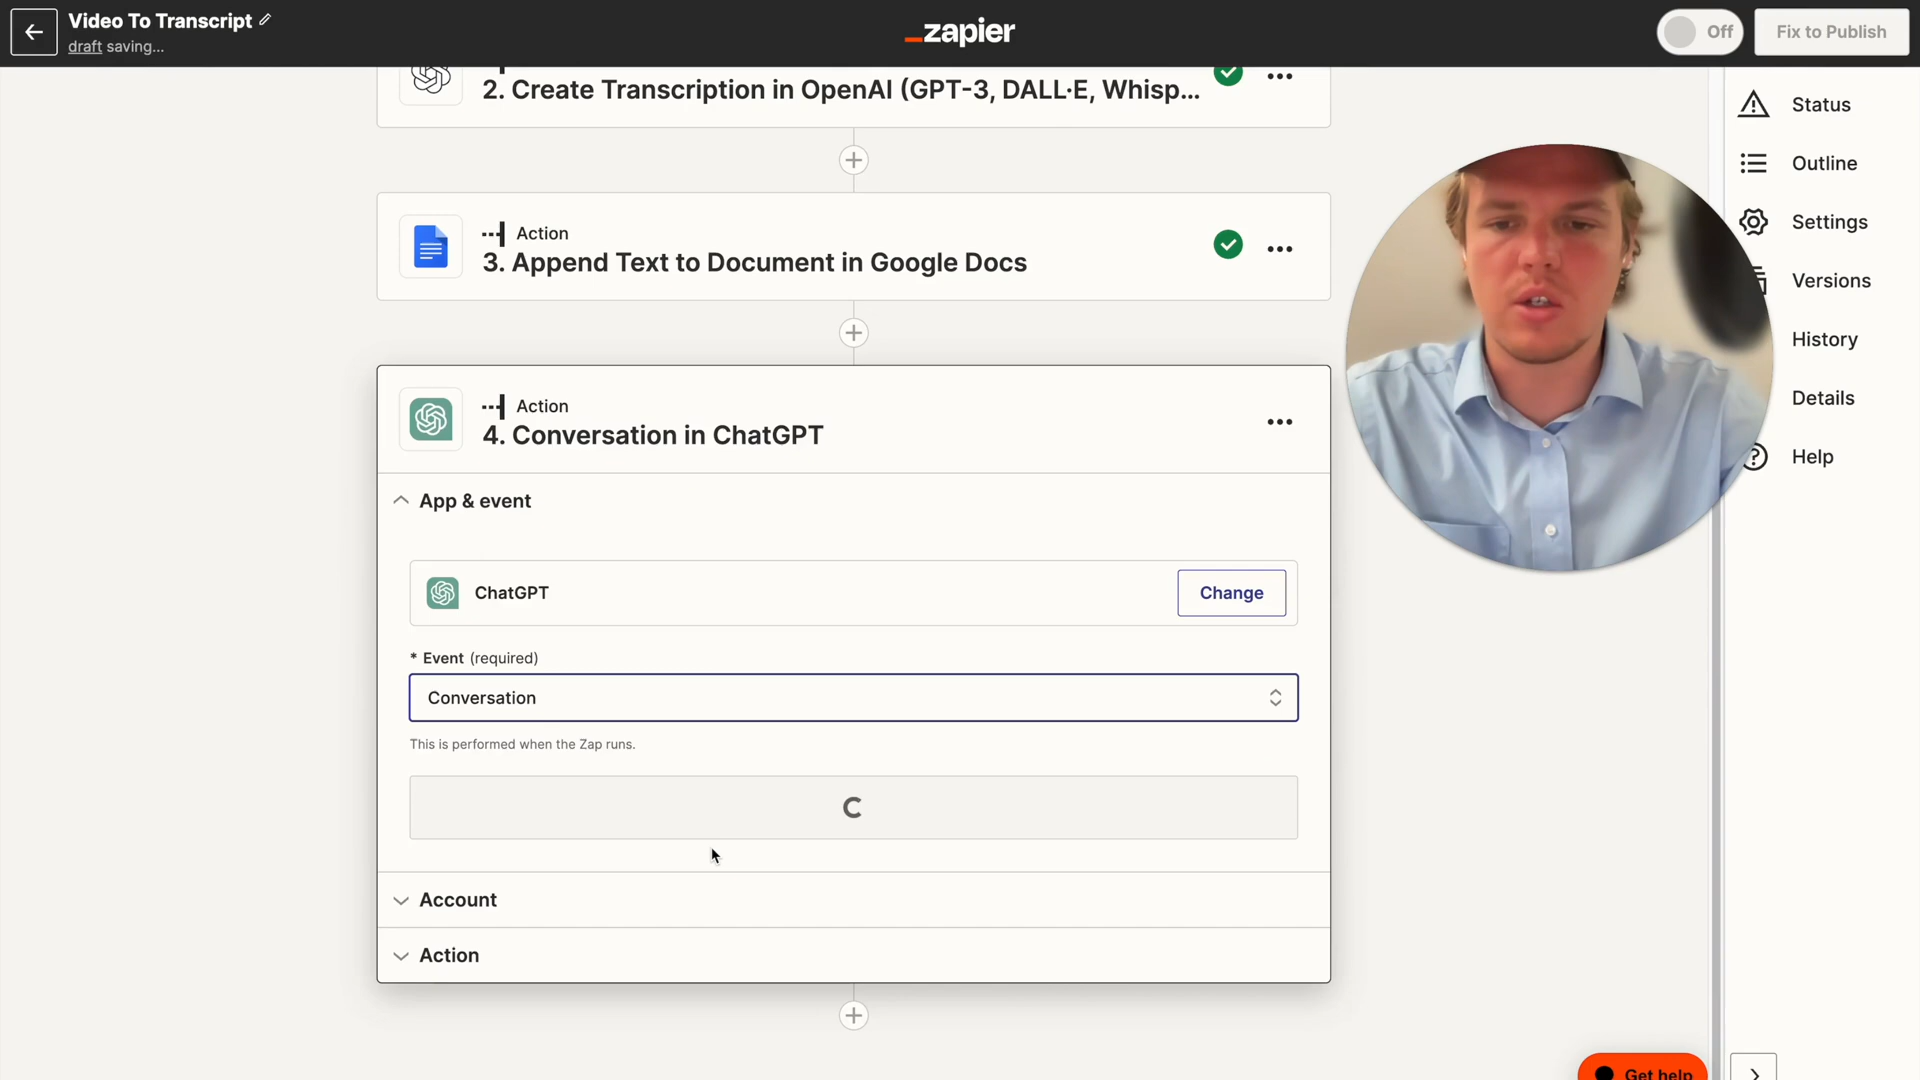 Video To Transcript
draft saving...
zapier
Off
Fix to Publish
2. Create Transcription in OpenAI (GPT-3, DALL·E, Whisp...
Action
3. Append Text to Document in Google Docs
Action
4. Conversation in ChatGPT
App & event
ChatGPT
Change
* Event (required)
Conversation
This is performed when the Zap runs.
Account
Action
Status
Outline
Settings
Versions
History
Details
Help
Get help